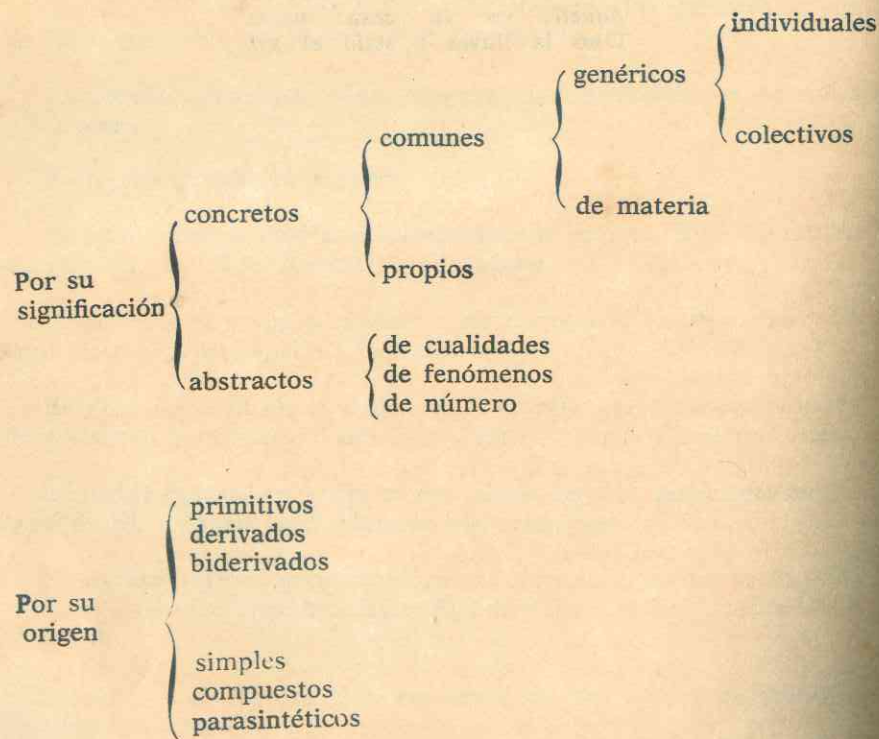 individuales
genéricos
colectivos
comunes
de materia
concretos
propios
Por su
significación
de cualidades
abstractos
de fenómenos
de número
primitivos
derivados
biderivados
Por su
origen
simples
compuestos
parasintéticos